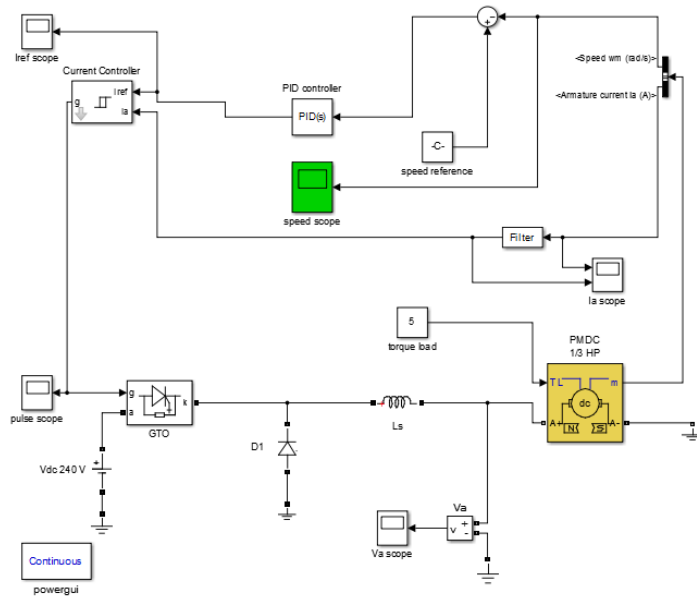 Iref scope
Current Controller
g
Iref
Ia
PID controller
PID(s)
+
-
<Speed wm (rad/s)
<Armature current Ia (A)>
-C-
speed reference
speed scope
Filter
Ia scope
5
torque load
PMDC
1/3 HP
TL
m
dc
A+
N
S
A-
pulse scope
g
a
k
GTO
D1
Ls
+
Vdc 240 V
Va
v
+
-
Va scope
Continuous
powergui